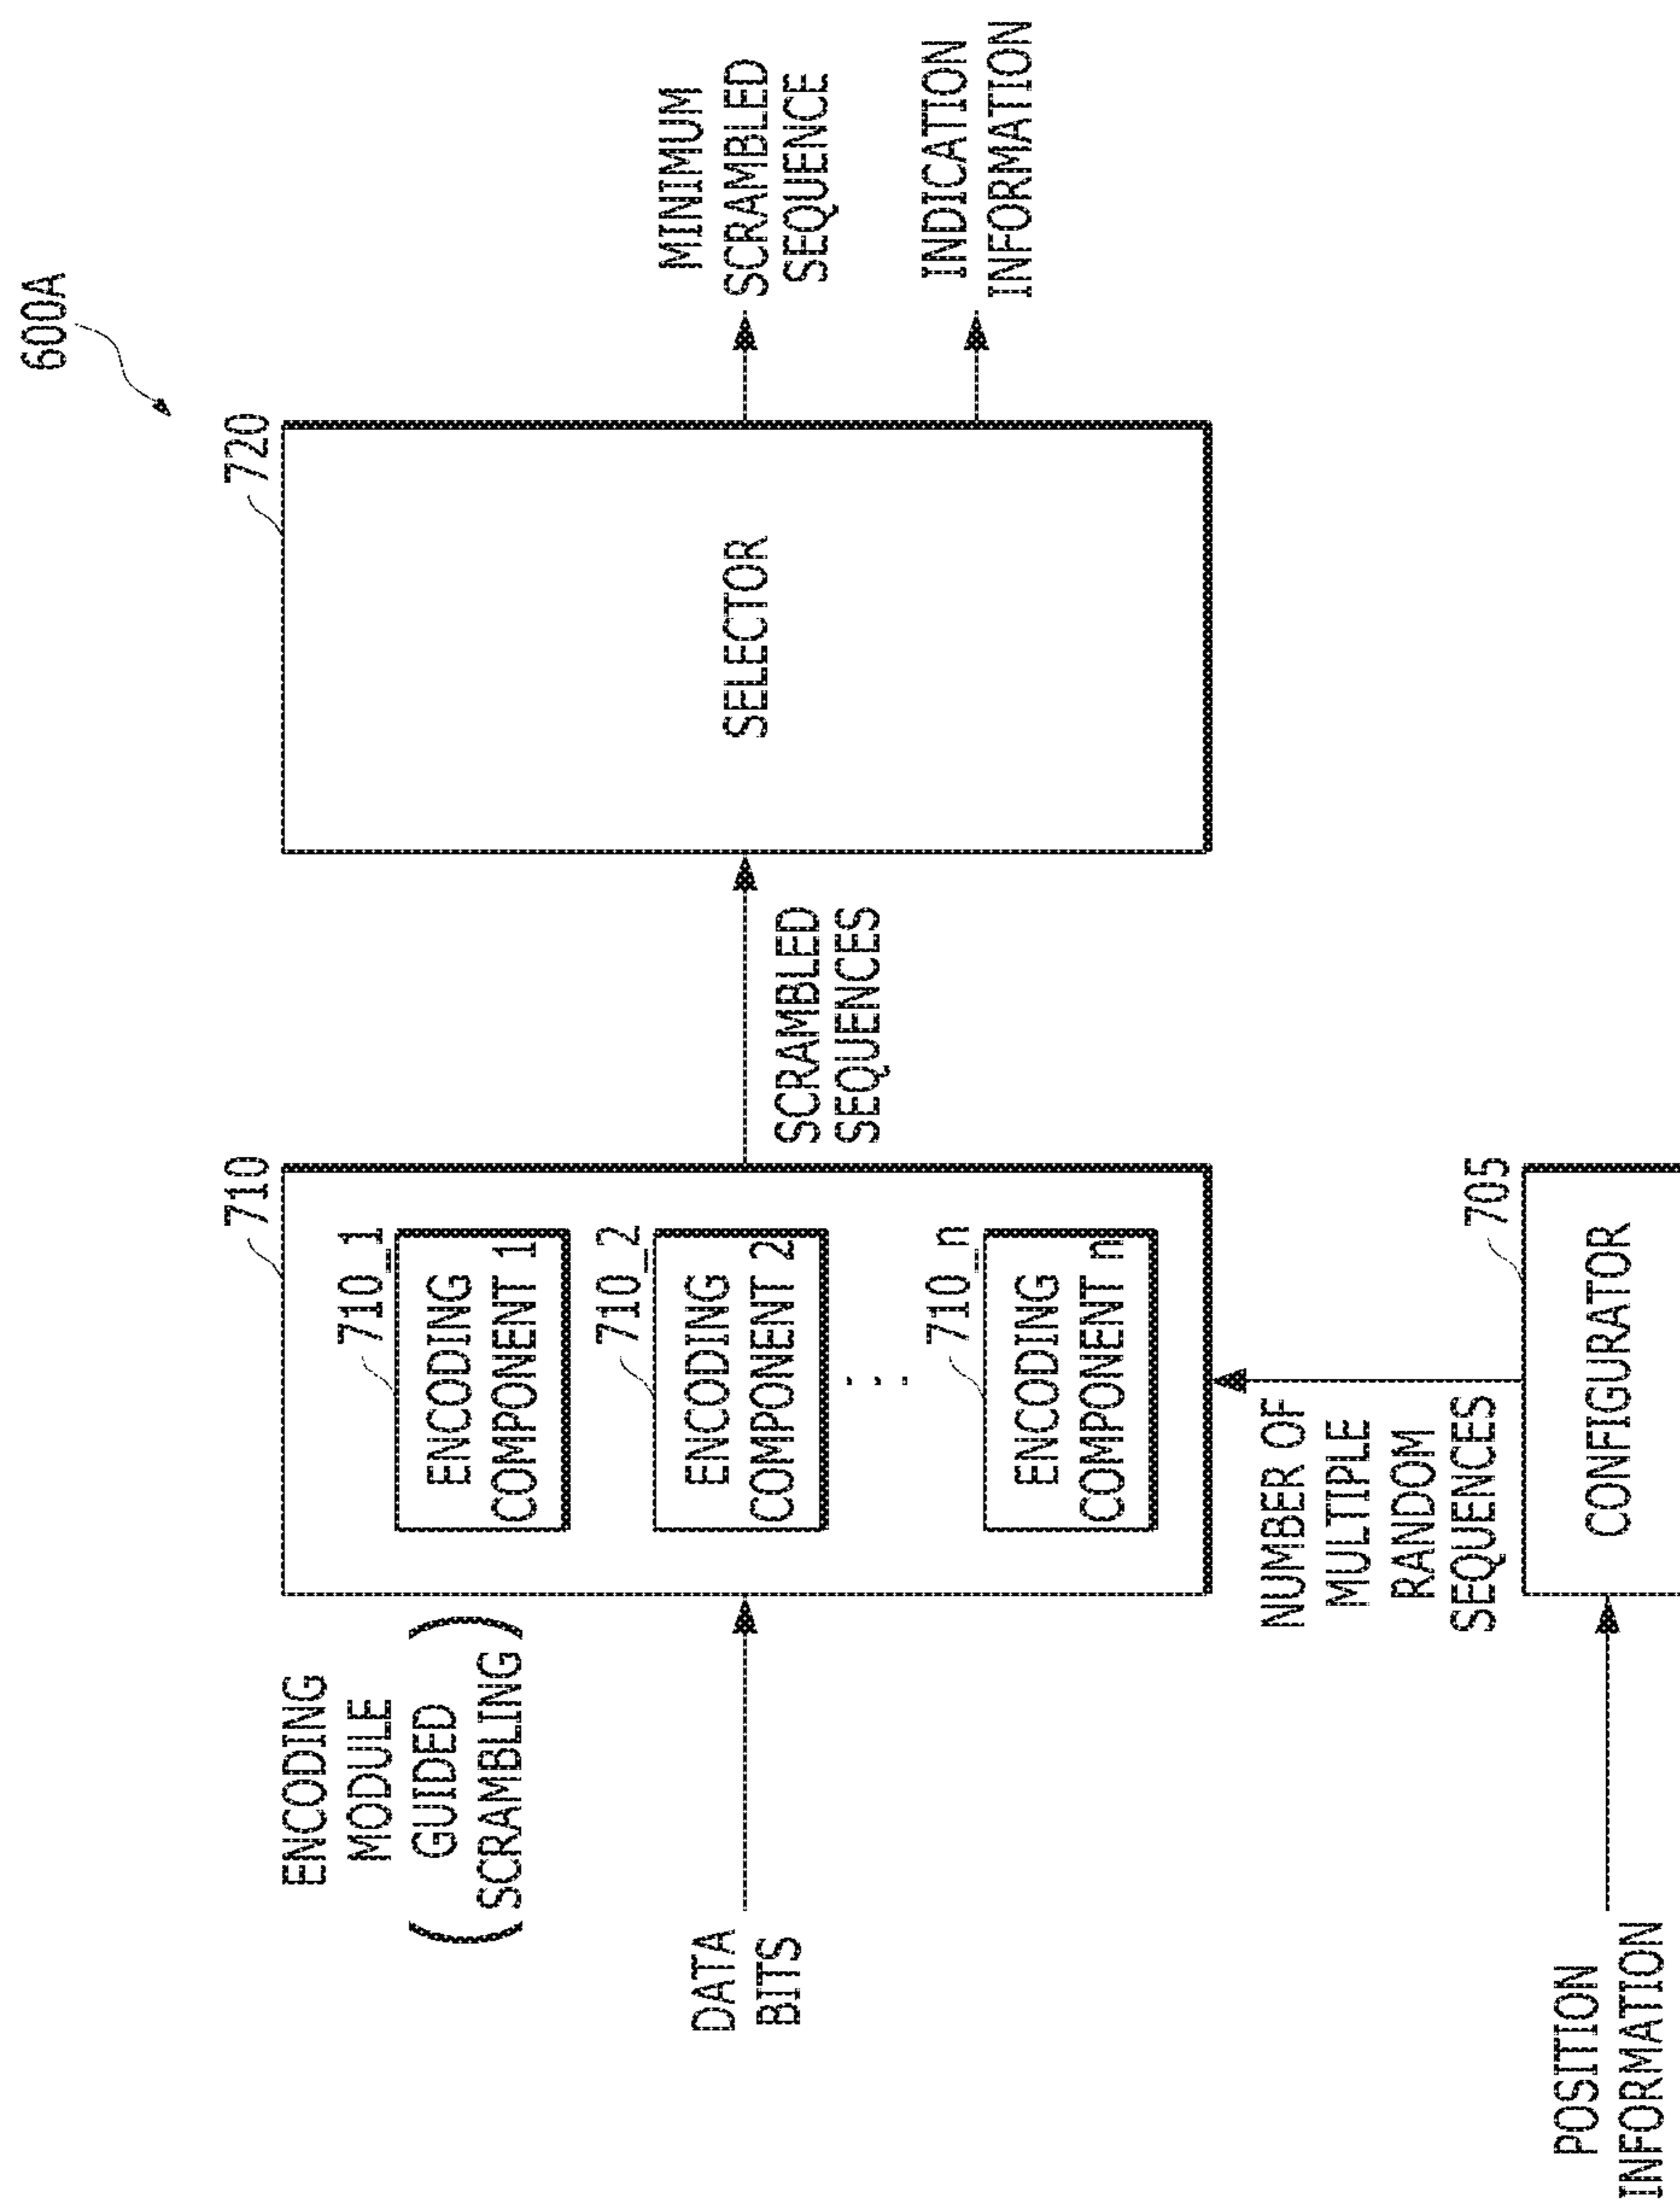 600A
ENCODING
MODULE
( GUIDED
SCRAMBLING )
710
710_1
ENCODING
COMPONENT 1
710_2
ENCODING
COMPONENT 2
...
710_n
ENCODING
COMPONENT n
DATA
BITS
SCRAMBLED
SEQUENCES
720
SELECTOR
MINIMUM
SCRAMBLED
SEQUENCE
INDICATION
INFORMATION
NUMBER OF
MULTIPLE
RANDOM
SEQUENCES
705
CONFIGURATOR
POSITION
INFORMATION